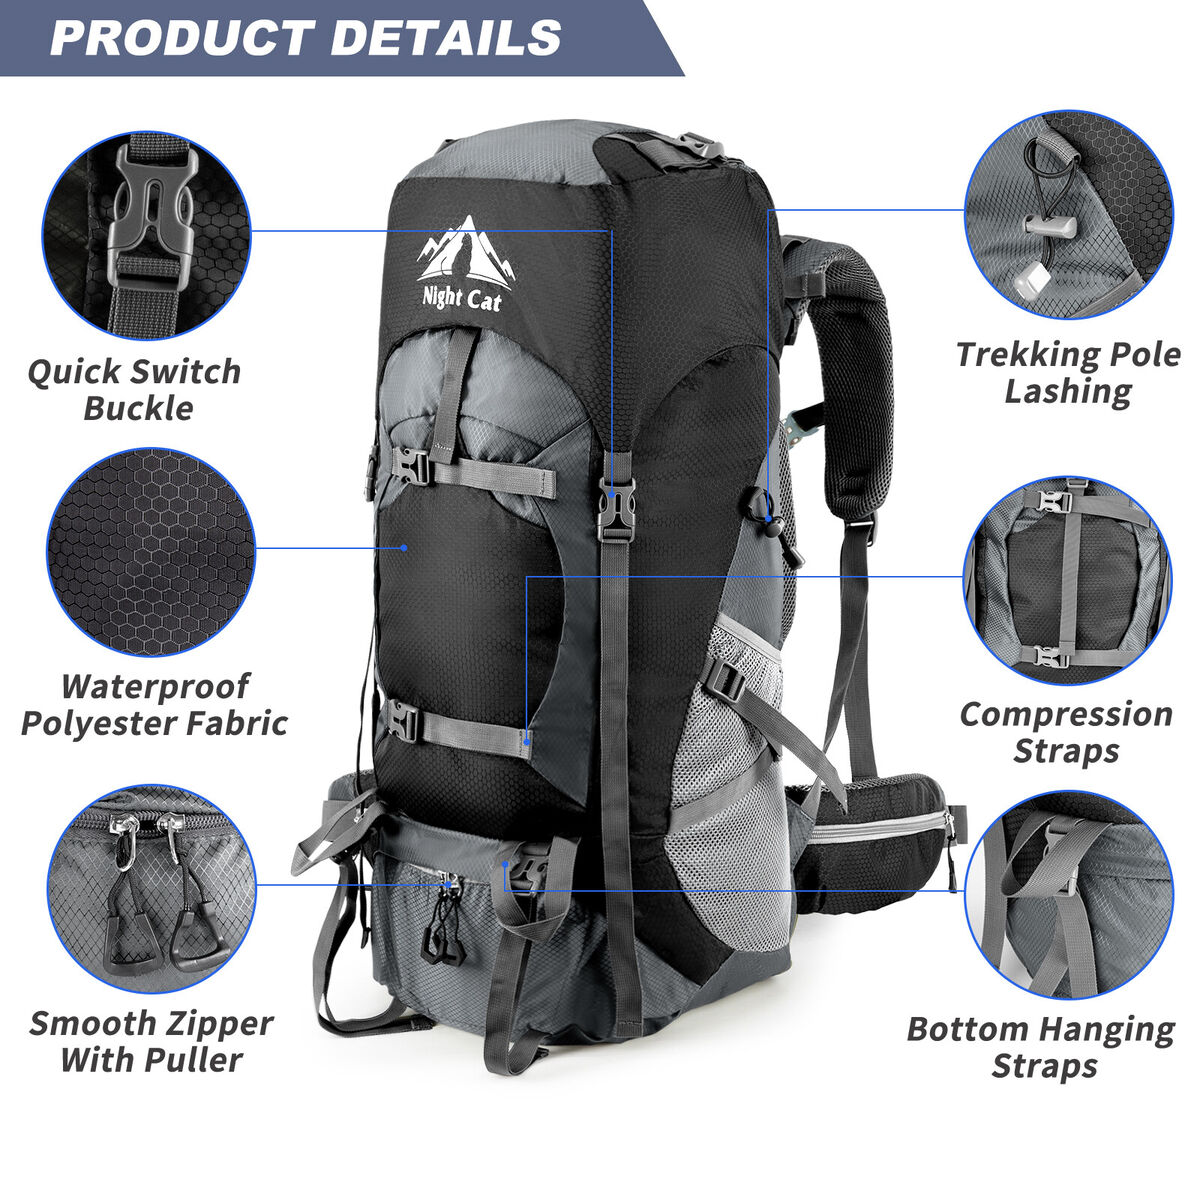 PRODUCT DETAILS
Night Cat
Quick Switch
Buckle
Trekking Pole
Lashing
Waterproof
Polyester Fabric
Compression
Straps
Smooth Zipper
With Puller
Bottom Hanging
Straps